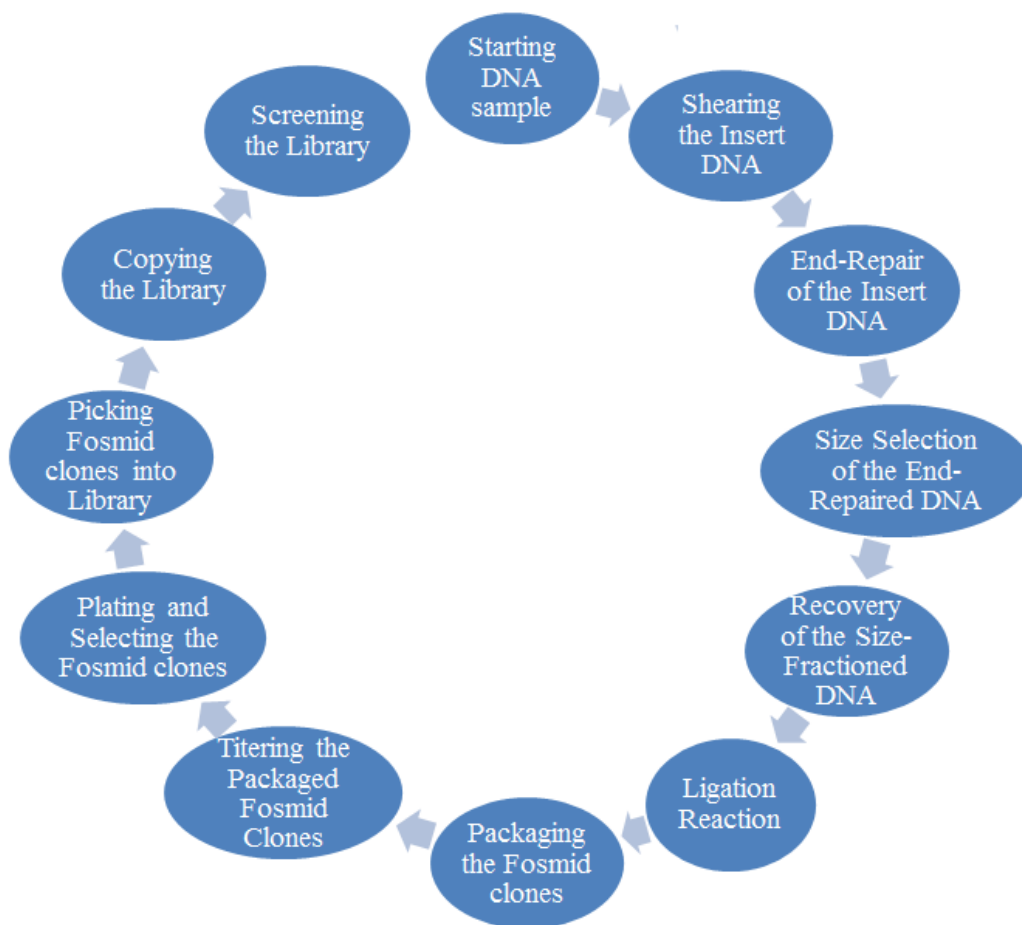 Starting
DNA
sample
Shearing
the Insert
DNA
End-Repair
of the Insert
DNA
Size Selection
of the End-
Repaired DNA
Recovery
of the Size-
Fractioned
DNA
Ligation
Reaction
Packaging
the Fosmid
clones
Titering the
Packaged
Fosmid
Clones
Plating and
Selecting the
Fosmid clones
Picking
Fosmid
clones into
Library
Copying
the Library
Screening
the Library